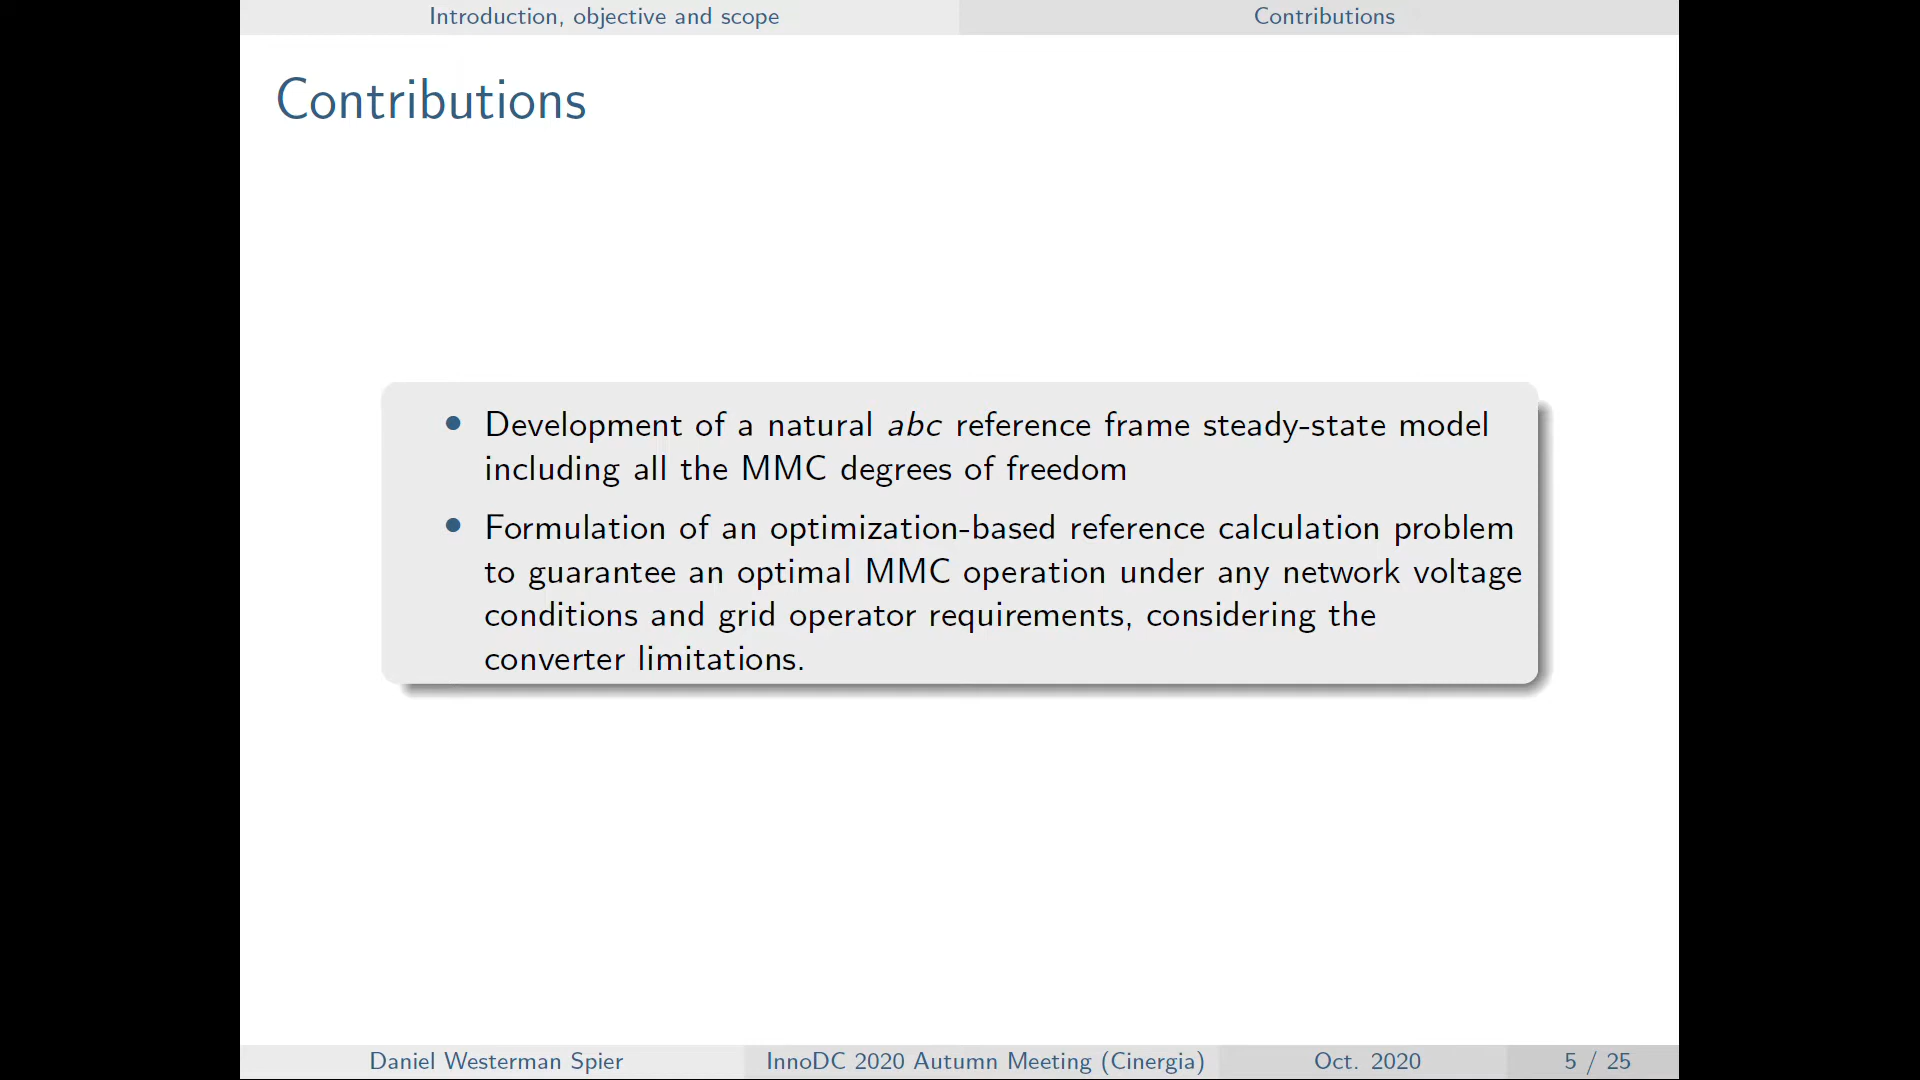 Introduction, objective and scope
Contributions
Contributions
• Development of a natural abc reference frame steady-state model
including all the MMC degrees of freedom
• Formulation of an optimization-based reference calculation problem
to guarantee an optimal MMC operation under any network voltage
conditions and grid operator requirements, considering the
converter limitations.
Daniel Westerman Spier
InnoDC 2020 Autumn Meeting (Cinergia)
Oct. 2020
5 / 25